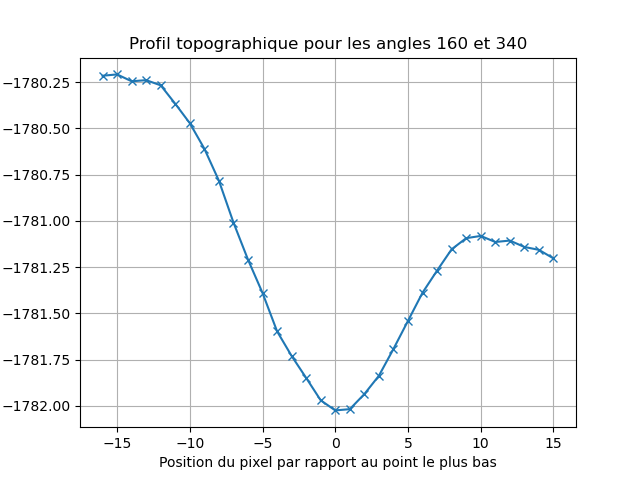 Profil topographique pour les angles 160 et 340
−1780.25
−1780.50
−1780.75
−1781.00
−1781.25
−1781.50
−1781.75
−1782.00
−15 −10 −5 0 5 10 15
Position du pixel par rapport au point le plus bas